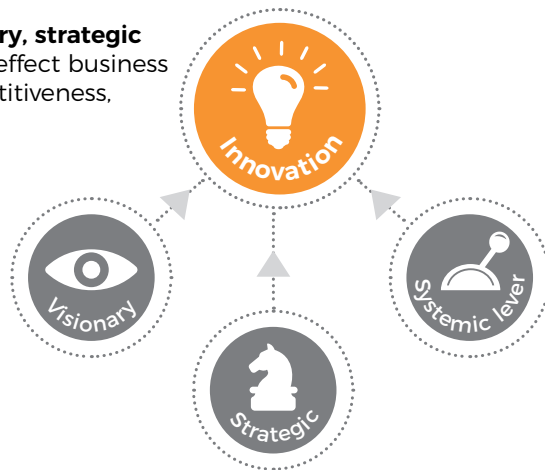 ry, strategic
effect business
titiveness,
Innovation
Visionary
Systemic lever
Strategic